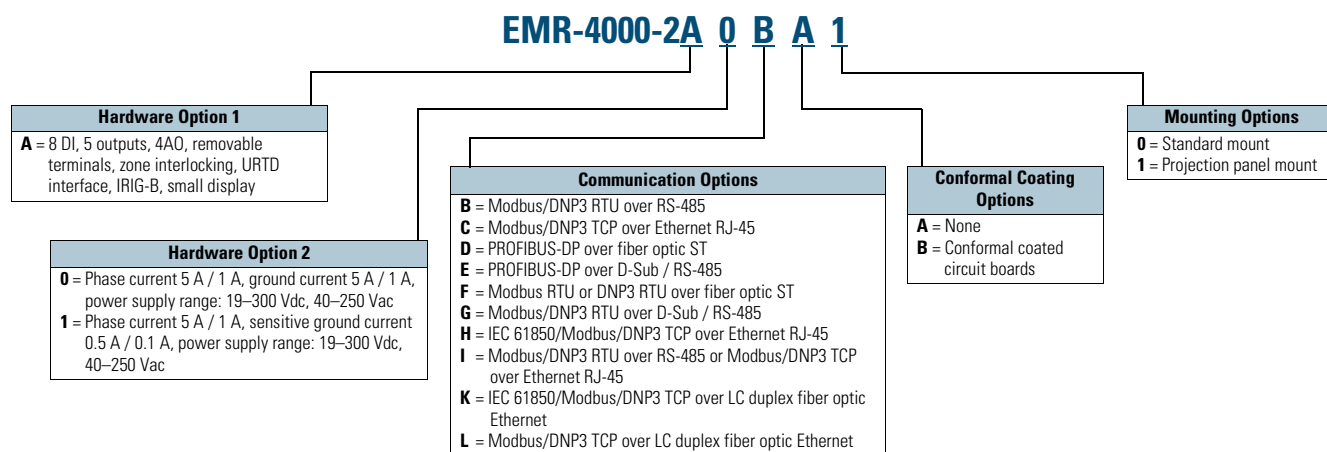 EMR-4000-2A 0 B A 1
Hardware Option 1
A = 8 DI, 5 outputs, 4AO, removable
terminals, zone interlocking, URTD
interface, IRIG-B, small display
Hardware Option 2
0 = Phase current 5 A / 1 A, ground current 5 A / 1 A,
power supply range: 19–300 Vdc, 40–250 Vac
1 = Phase current 5 A / 1 A, sensitive ground current
0.5 A / 0.1 A, power supply range: 19–300 Vdc,
40–250 Vac
Communication Options
B = Modbus/DNP3 RTU over RS-485
C = Modbus/DNP3 TCP over Ethernet RJ-45
D = PROFIBUS-DP over fiber optic ST
E = PROFIBUS-DP over D-Sub / RS-485
F = Modbus RTU or DNP3 RTU over fiber optic ST
G = Modbus/DNP3 RTU over D-Sub / RS-485
H = IEC 61850/Modbus/DNP3 TCP over Ethernet RJ-45
I = Modbus/DNP3 RTU over RS-485 or Modbus/DNP3 TCP
over Ethernet RJ-45
K = IEC 61850/Modbus/DNP3 TCP over LC duplex fiber optic
Ethernet
L = Modbus/DNP3 TCP over LC duplex fiber optic Ethernet
Conformal Coating
Options
A = None
B = Conformal coated
circuit boards
Mounting Options
0 = Standard mount
1 = Projection panel mount